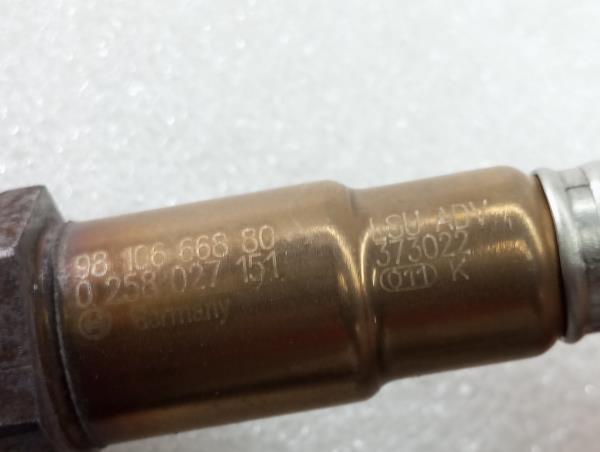 98 106 668 80
0 258 027 151
Germany
LSU ADV
373022
K